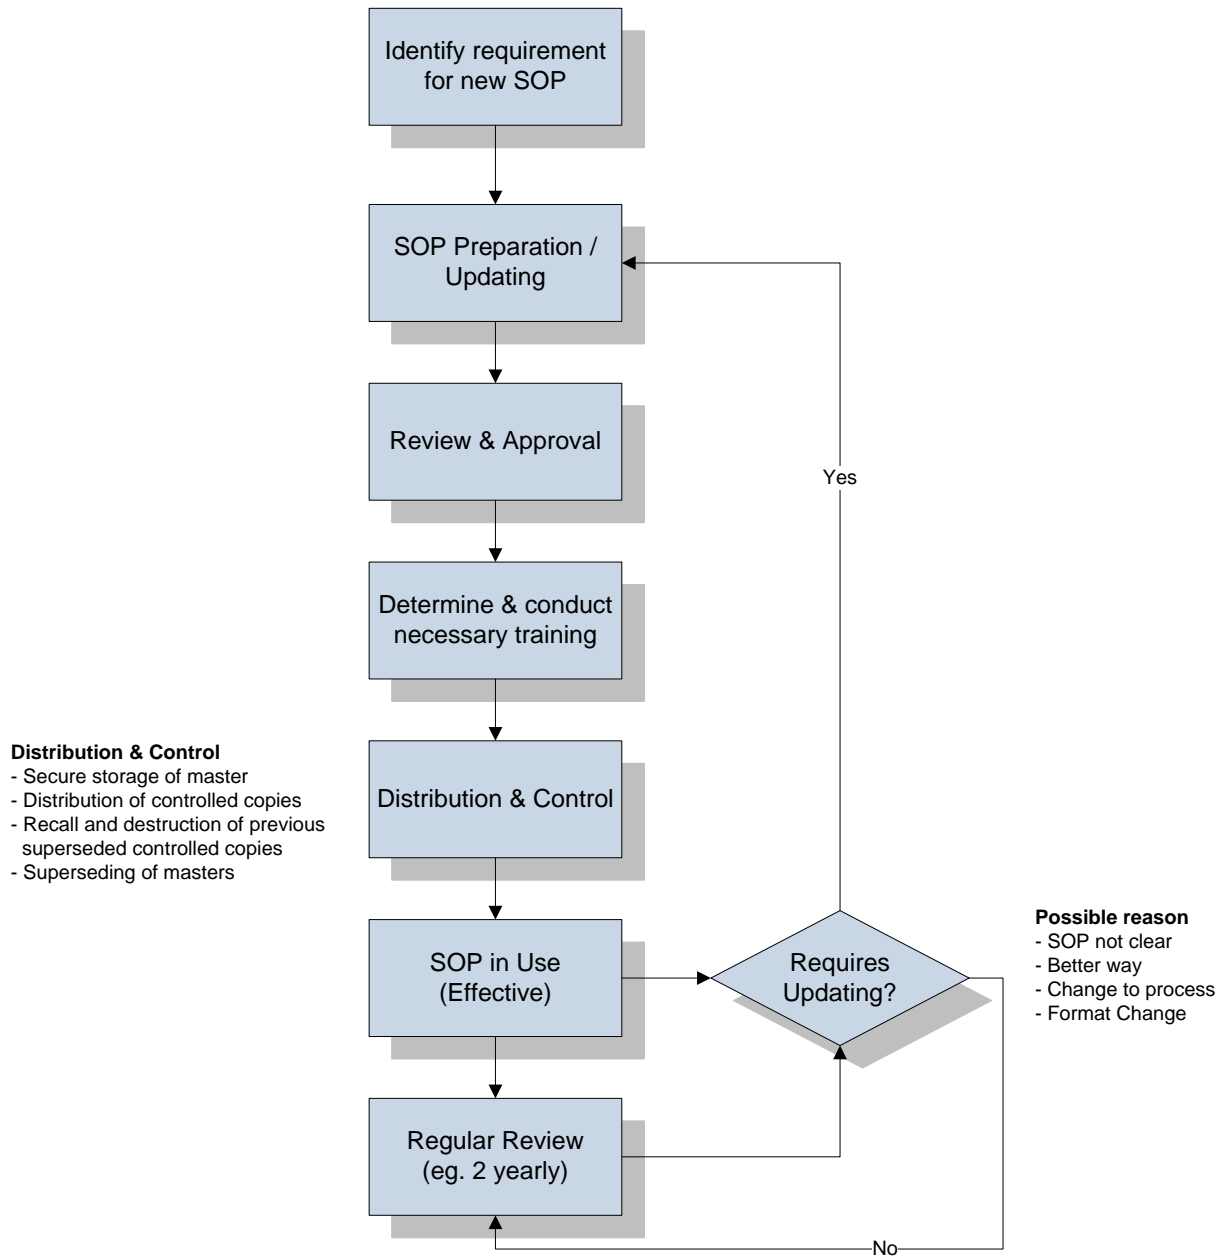 Identify requirement
for new SOP
SOP Preparation /
Updating
Review & Approval
Yes
Determine & conduct
necessary training
Distribution & Control
- Secure storage of master
- Distribution of controlled copies
- Recall and destruction of previous
superseded controlled copies
- Superseding of masters
Distribution & Control
SOP in Use
(Effective)
Requires
Updating?
Possible reason
- SOP not clear
- Better way
- Change to process
- Format Change
Regular Review
(eg. 2 yearly)
No